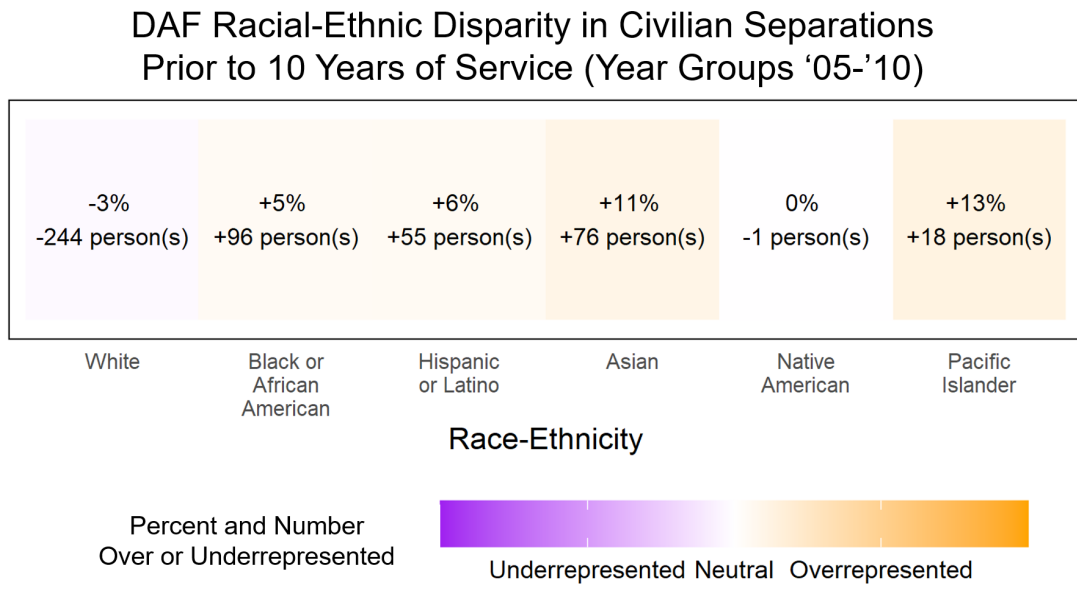 DAF Racial-Ethnic Disparity in Civilian Separations
Prior to 10 Years of Service (Year Groups ‘05-’10)
-3%
-244 person(s)
+5%
+96 person(s)
+6%
+55 person(s)
+11%
+76 person(s)
0%
-1 person(s)
+13%
+18 person(s)
White
Black or
African
American
Hispanic
or Latino
Asian
Native
American
Pacific
Islander
Race-Ethnicity
Percent and Number
Over or Underrepresented
Underrepresented Neutral Overrepresented